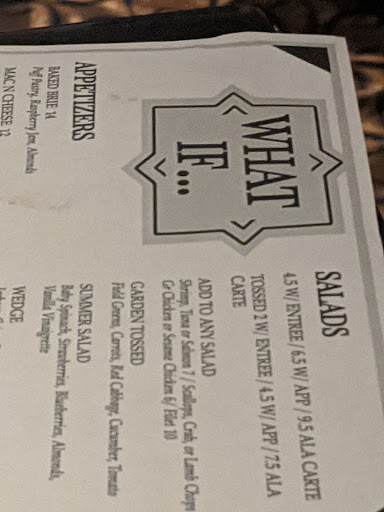 WHAT
IF...
APPETIZERS
BAKED BRIE 14
Puff Pastry, Raspberry Jam, Almonds
MAC N CHEESE 12
SALADS
4.5 W/ ENTREE / 6.5 W/ APP / 9.5 ALA CARTE
TOSSED 2 W/ ENTREE / 4.5 W/ APP / 7.5 ALA
CARTE
ADD TO ANY SALAD
Shrimp, Tuna or Salmon 7 / Scallops, Crab, or Lamb Chops
Gr Chicken or Sesame Chicken 6/ Filet 10
GARDEN TOSSED
Field Greens, Carrots, Red Cabbage, Cucumber, Tomato
SUMMER SALAD
Baby Spinach, Strawberries, Blueberries, Almonds,
Vanilla Vinaigrette
WEDGE